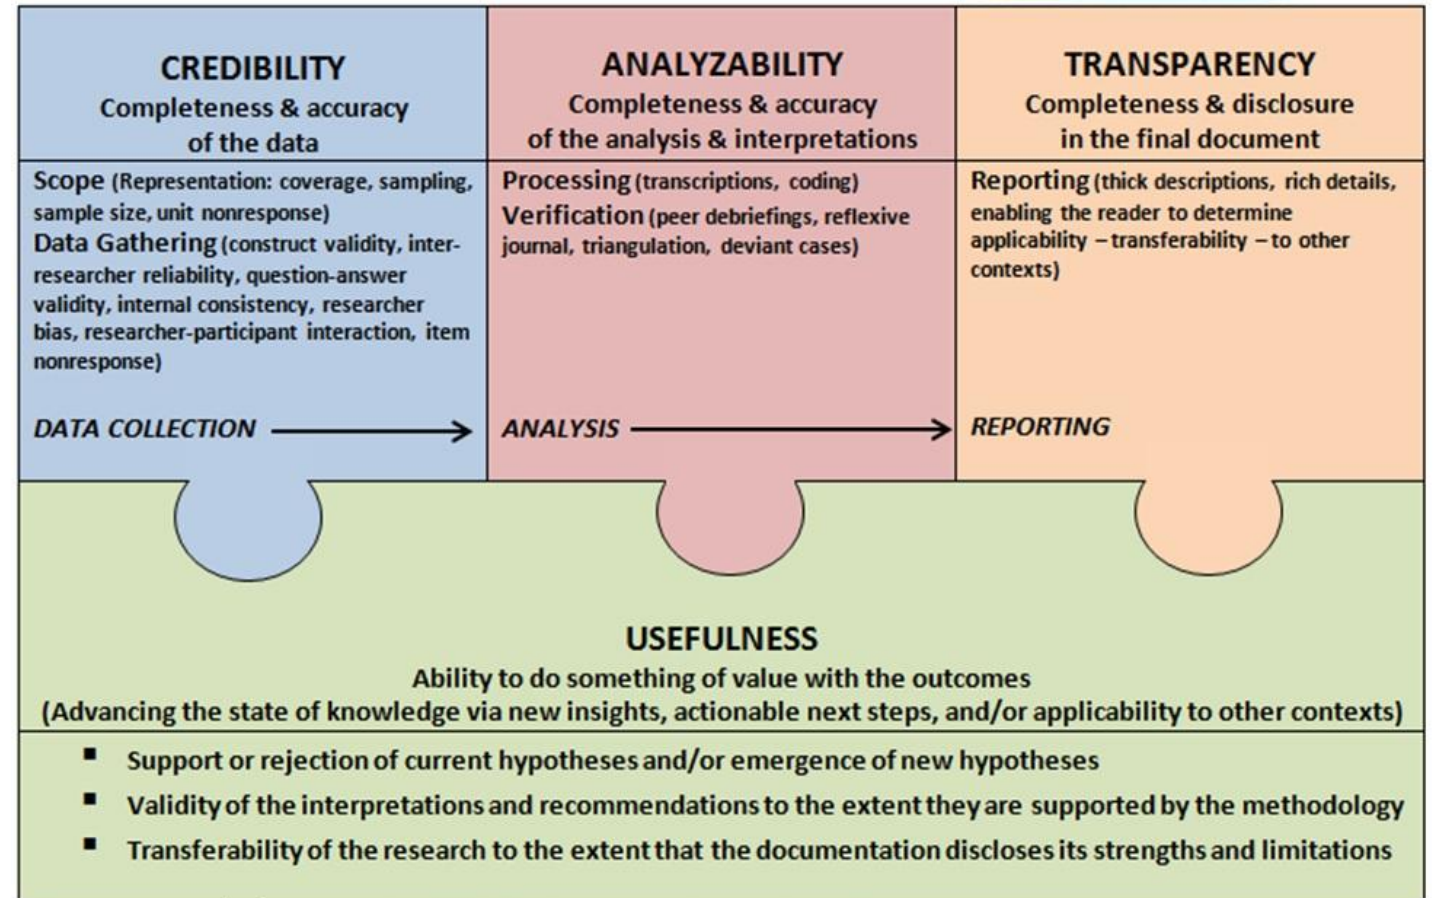 CREDIBILITY
Completeness & accuracy
of the data
Scope (Representation: coverage, sampling,
sample size, unit nonresponse)
Data Gathering (construct validity, inter-
researcher reliability, question-answer
validity, internal consistency, researcher
bias, researcher-participant interaction, item
nonresponse)
DATA COLLECTION
ANALYZABILITY
Completeness & accuracy
of the analysis & interpretations
Processing (transcriptions, coding)
Verification (peer debriefings, reflexive
journal, triangulation, deviant cases)
ANALYSIS
TRANSPARENCY
Completeness & disclosure
in the final document
Reporting (thick descriptions, rich details,
enabling the reader to determine
applicability – transferability – to other
contexts)
REPORTING
USEFULNESS
Ability to do something of value with the outcomes
(Advancing the state of knowledge via new insights, actionable next steps, and/or applicability to other contexts)
▪ Support or rejection of current hypotheses and/or emergence of new hypotheses
▪ Validity of the interpretations and recommendations to the extent they are supported by the methodology
▪ Transferability of the research to the extent that the documentation discloses its strengths and limitations